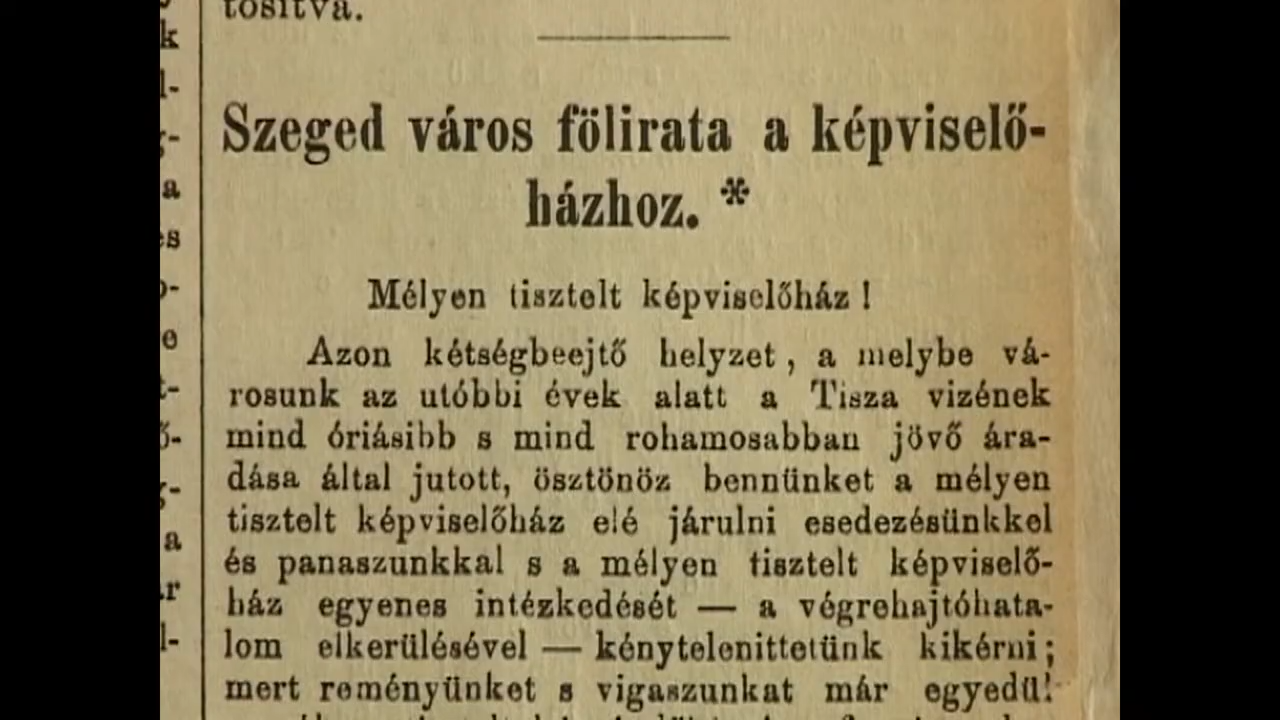 tosítva.
Szeged város fölirata a képviselő-
házhoz. *
Mélyen tisztelt képviselőház !
Azon kétségbeejtő helyzet, a melybe vá-
rosunk az utóbbi évek alatt a Tisza vizének
mind óriásibb s mind rohamosabban jövő ára-
dása által jutott, ösztönöz bennünket a mélyen
tisztelt képviselőház elé járulni esedezésünkkel
és panaszunkkal s a mélyen tisztelt képviselő-
ház egyenes intézkedését — a végrehajtóhata-
lom elkerülésével — kénytelenittetünk kikérni;
mert reményünket s vigaszunkat már egyedül